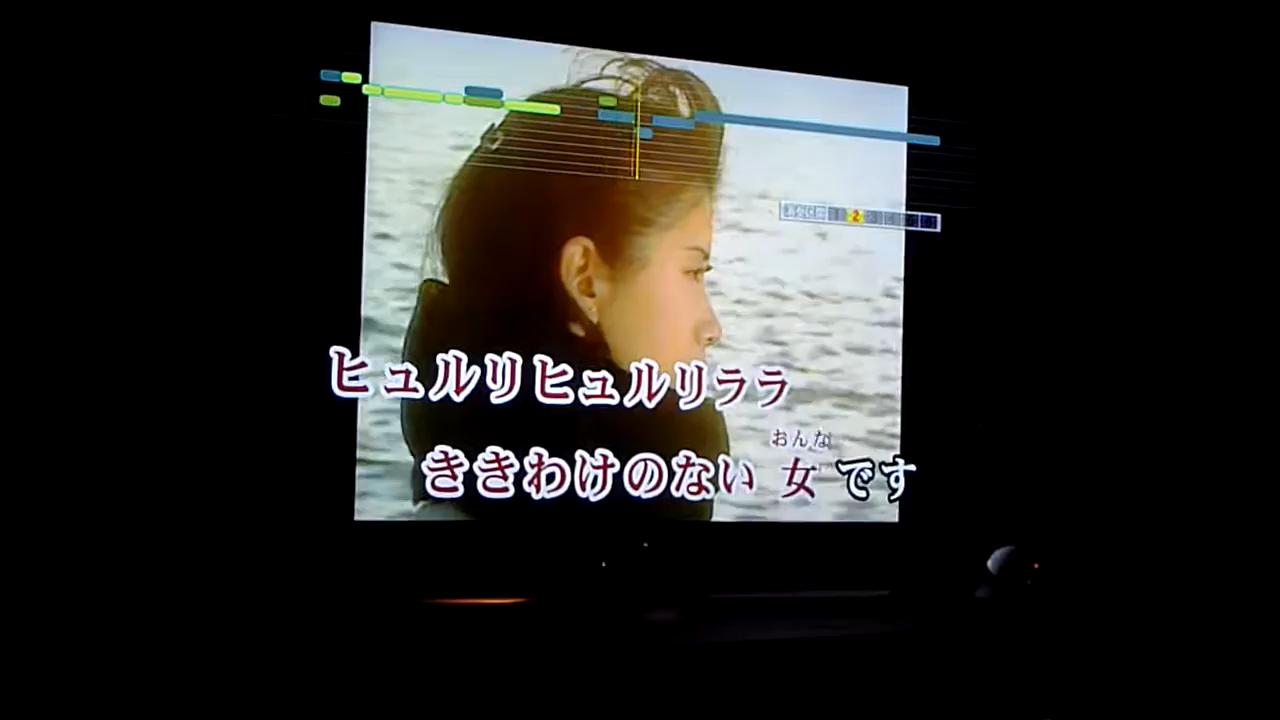 2
ヒュルリヒュルリララ
おんな
ききわけのない 女 です